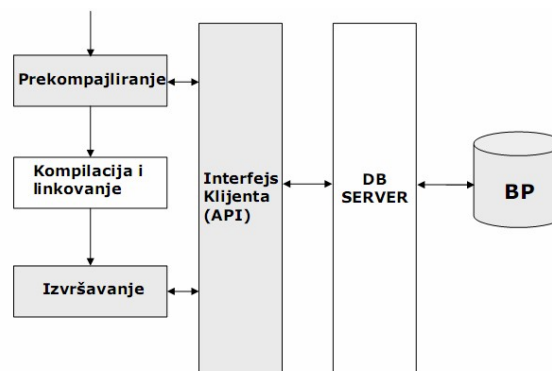 Prekompajliranje
Kompilacija i
linkovanje
Izvršavanje
Interfejs
Klijenta
(API)
DB
SERVER
BP